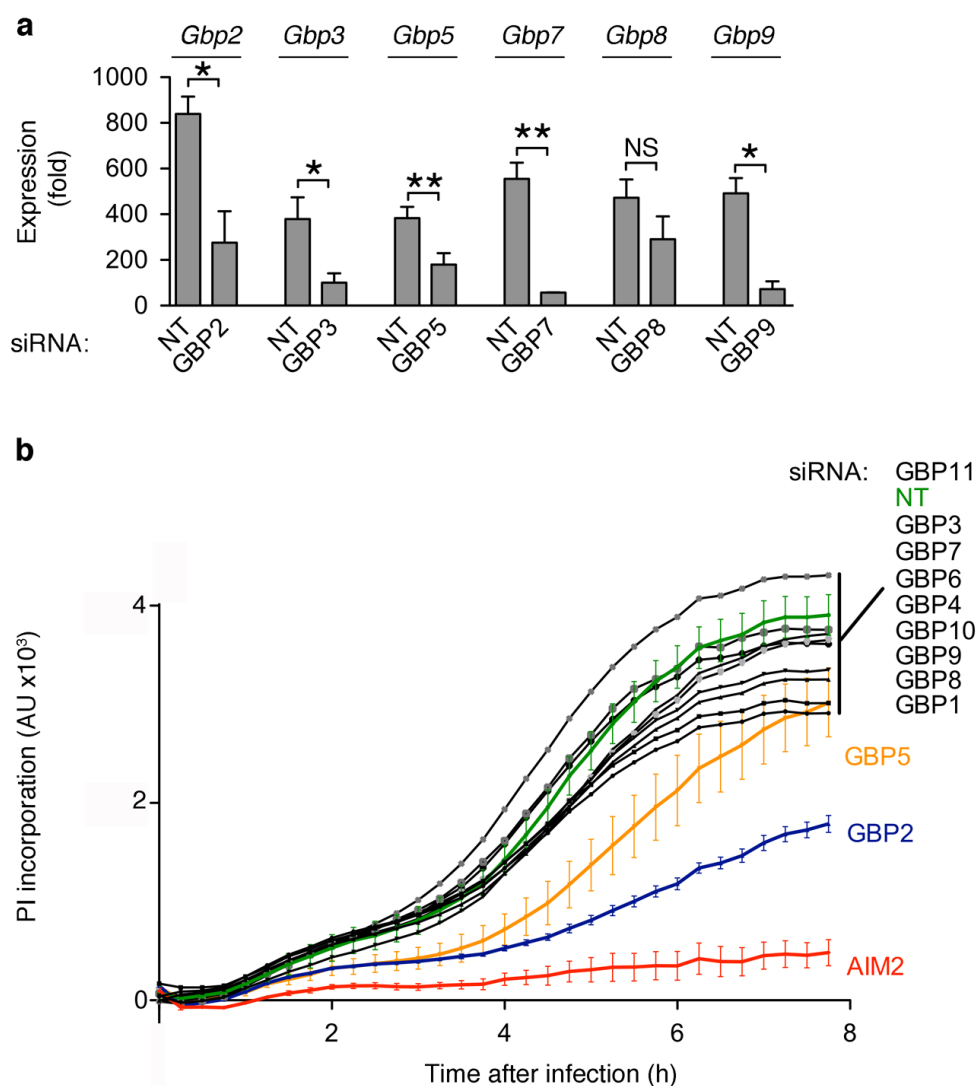 a
Gbp2 Gbp3 Gbp5 Gbp7 Gbp8 Gbp9
* * ** ** NS *
Expression
(fold)
1000
800
600
400
200
0
siRNA: NT GBP2 NT GBP3 NT GBP5 NT GBP7 NT GBP8 NT GBP9
b
siRNA: GBP11
NT
GBP3
GBP7
GBP6
GBP4
GBP10
GBP9
GBP8
GBP1
GBP5
GBP2
AIM2
PI incorporation (AU x10³)
4
2
0
2 4 6 8
Time after infection (h)